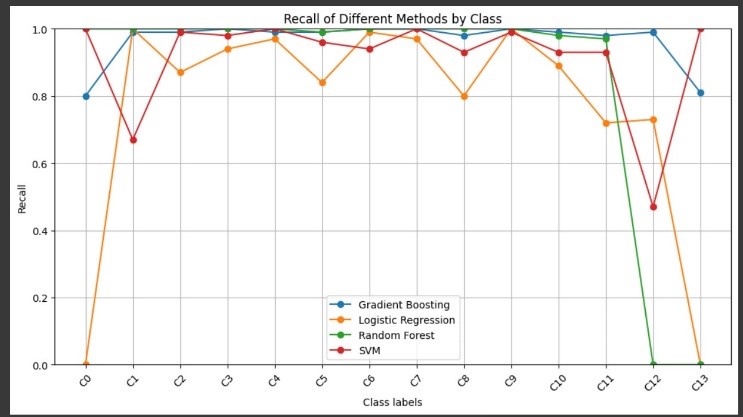 Recall of Different Methods by Class
1.0
0.8
0.6
0.4
0.2
0.0
Recall
Gradient Boosting
Logistic Regression
Random Forest
SVM
C0 C1 C2 C3 C4 C5 C6 C7 C8 C9 C10 C11 C12 C13
Class labels